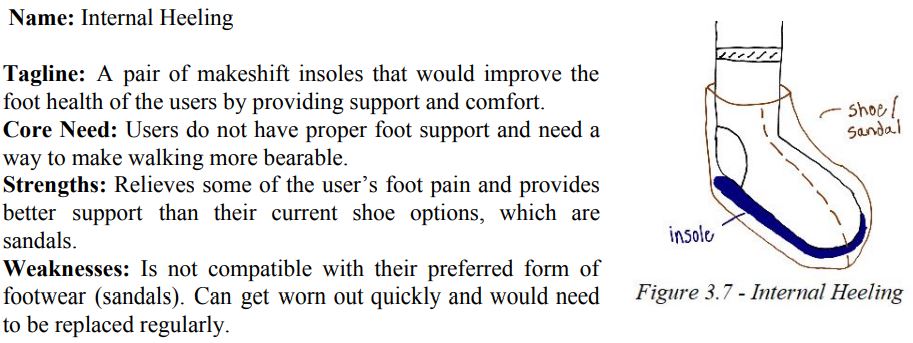 Name: Internal Heeling
Tagline: A pair of makeshift insoles that would improve the
foot health of the users by providing support and comfort.
Core Need: Users do not have proper foot support and need a
way to make walking more bearable.
Strengths: Relieves some of the user's foot pain and provides
better support than their current shoe options, which are
sandals.
Weaknesses: Is not compatible with their preferred form of
footwear (sandals). Can get worn out quickly and would need
to be replaced regularly.
shoe/
sandal
insole
Figure 3.7 - Internal Heeling